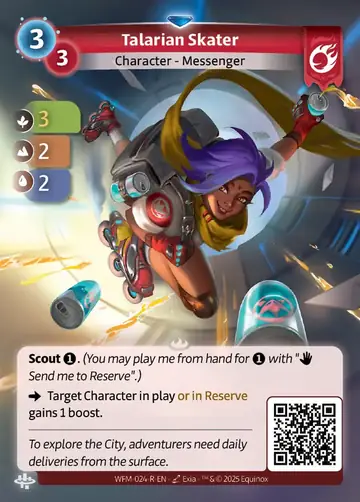 3
Talarian Skater
3
Character - Messenger
3
2
2
Scout 1. (You may play me from hand for 1 with "
Send me to Reserve".)
Target Character in play or in Reserve
gains 1 boost.
To explore the City, adventurers need daily
deliveries from the surface.
WFM-024-R-EN - Exia - ™ & © 2025 Equinox